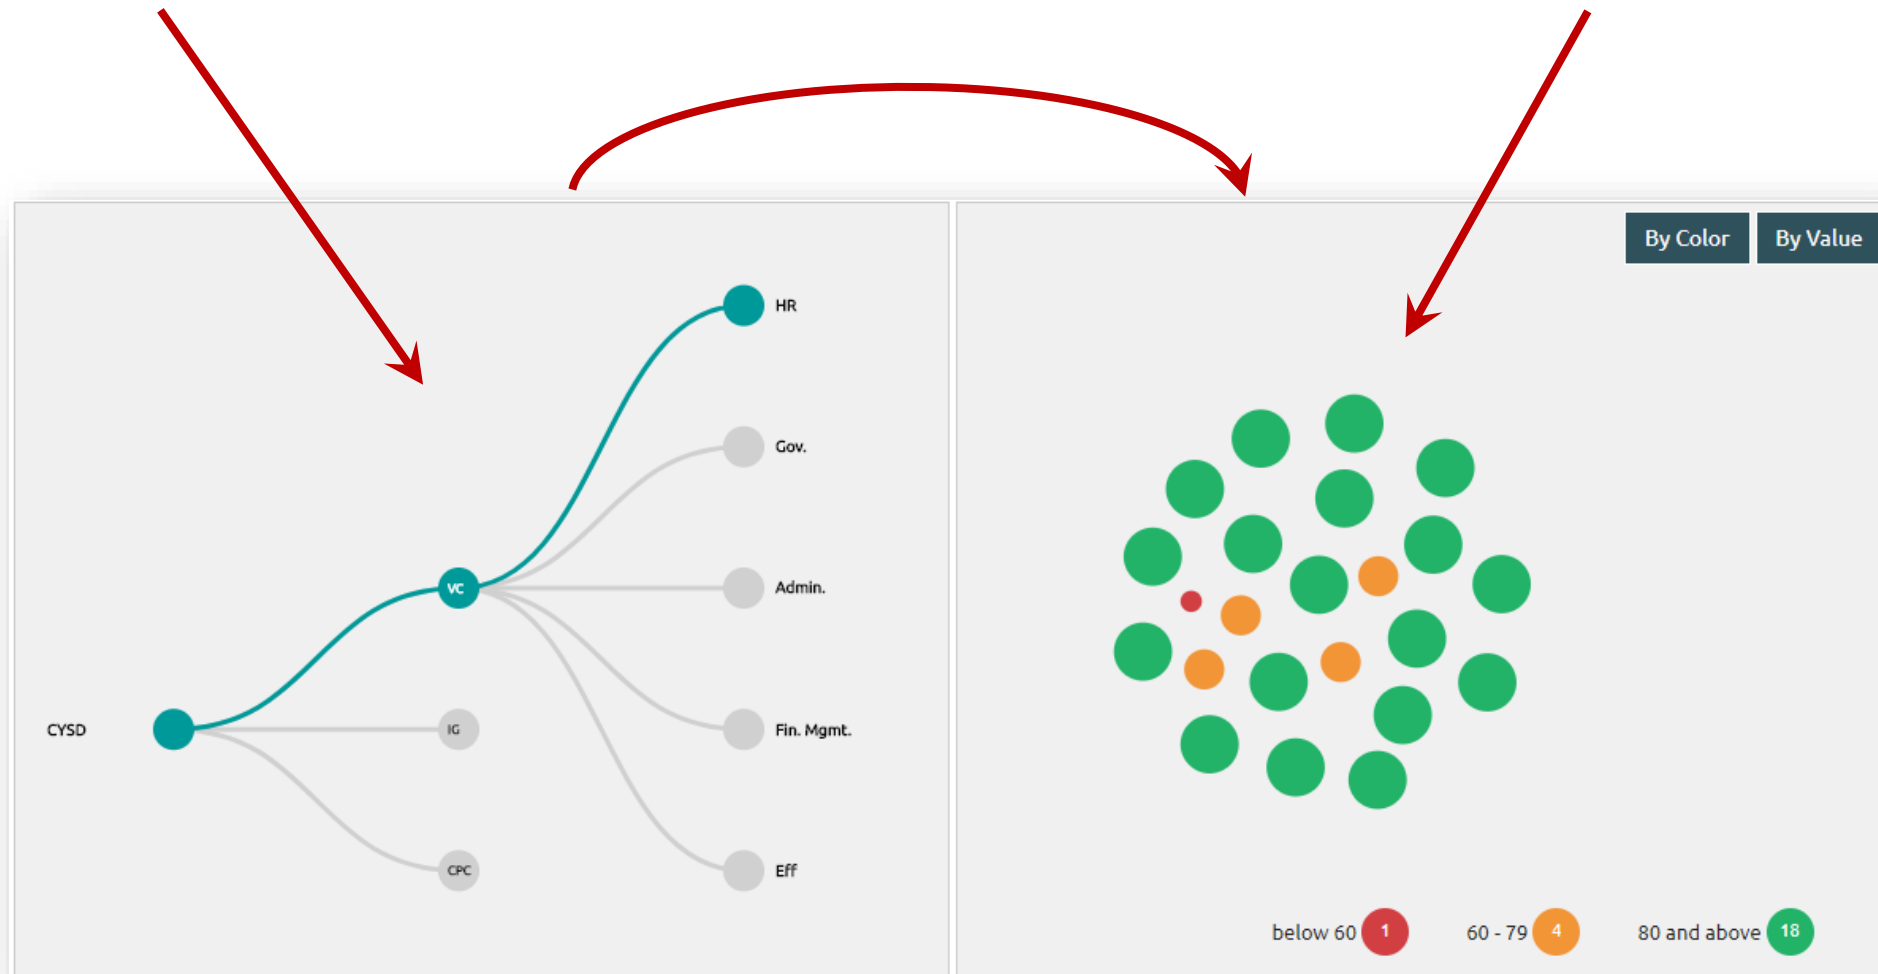 By Color
By Value
HR
Gov.
VC
Admin.
CYSD
IG
Fin. Mgmt.
CPC
Eff
below 60 1
60 - 79 4
80 and above 18